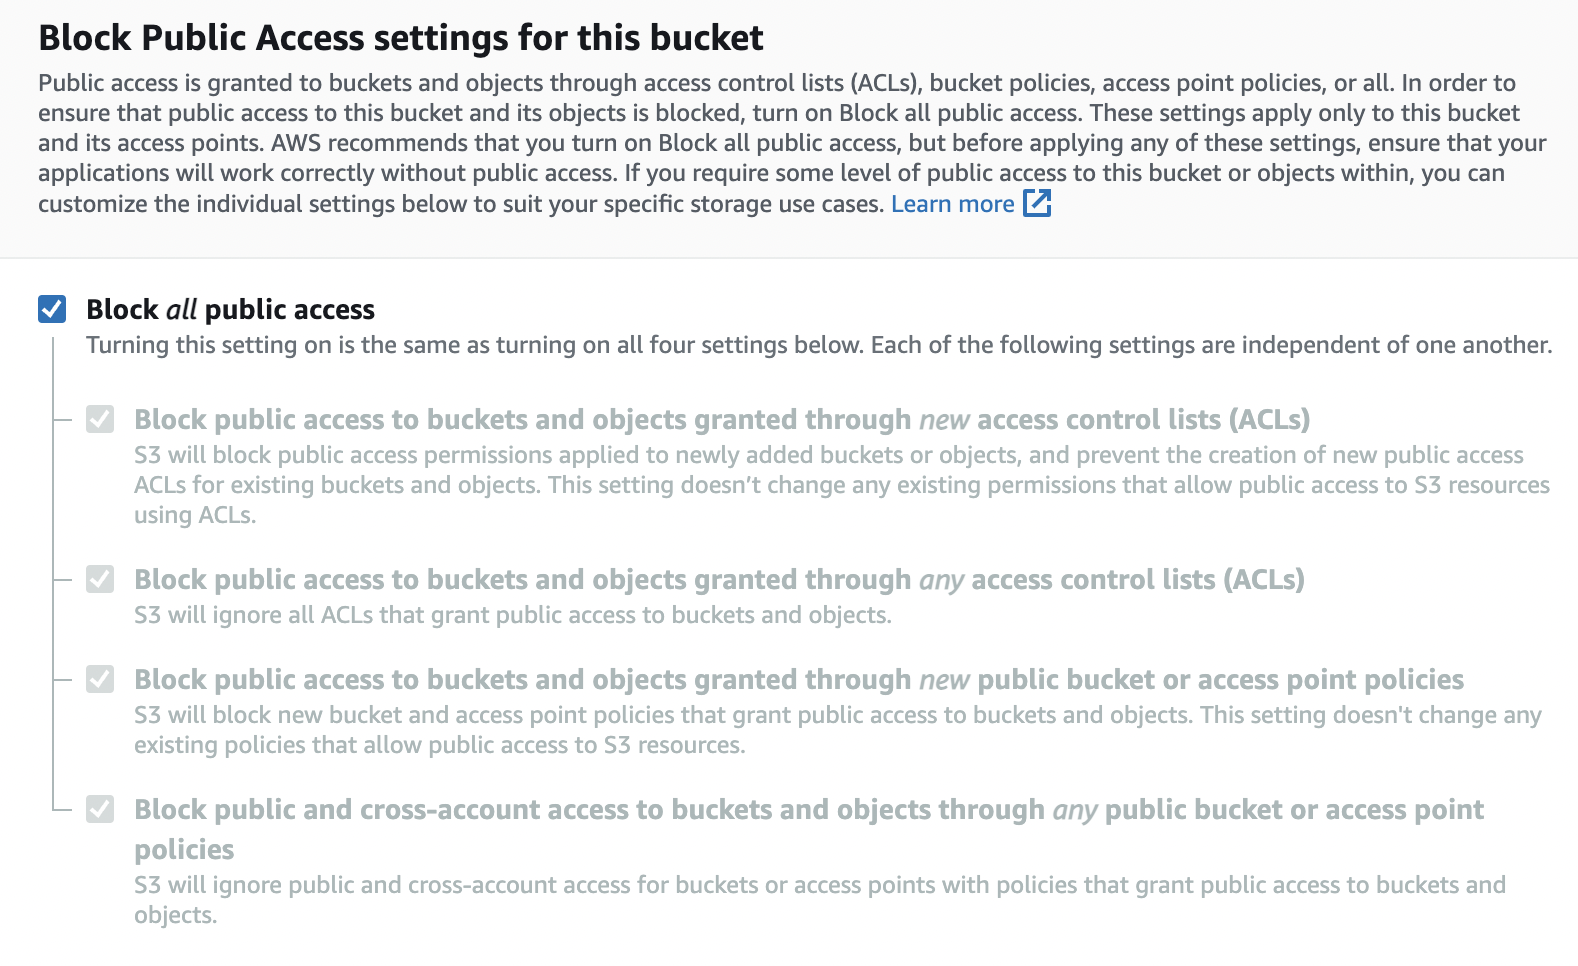 Block Public Access settings for this bucket
Public access is granted to buckets and objects through access control lists (ACLs), bucket policies, access point policies, or all. In order to
ensure that public access to this bucket and its objects is blocked, turn on Block all public access. These settings apply only to this bucket
and its access points. AWS recommends that you turn on Block all public access, but before applying any of these settings, ensure that your
applications will work correctly without public access. If you require some level of public access to this bucket or objects within, you can
customize the individual settings below to suit your specific storage use cases. Learn more
Block all public access
Turning this setting on is the same as turning on all four settings below. Each of the following settings are independent of one another.
Block public access to buckets and objects granted through new access control lists (ACLs)
S3 will block public access permissions applied to newly added buckets or objects, and prevent the creation of new public access
ACLs for existing buckets and objects. This setting doesn’t change any existing permissions that allow public access to S3 resources
using ACLs.
Block public access to buckets and objects granted through any access control lists (ACLs)
S3 will ignore all ACLs that grant public access to buckets and objects.
Block public access to buckets and objects granted through new public bucket or access point policies
S3 will block new bucket and access point policies that grant public access to buckets and objects. This setting doesn't change any
existing policies that allow public access to S3 resources.
Block public and cross-account access to buckets and objects through any public bucket or access point
policies
S3 will ignore public and cross-account access for buckets or access points with policies that grant public access to buckets and
objects.